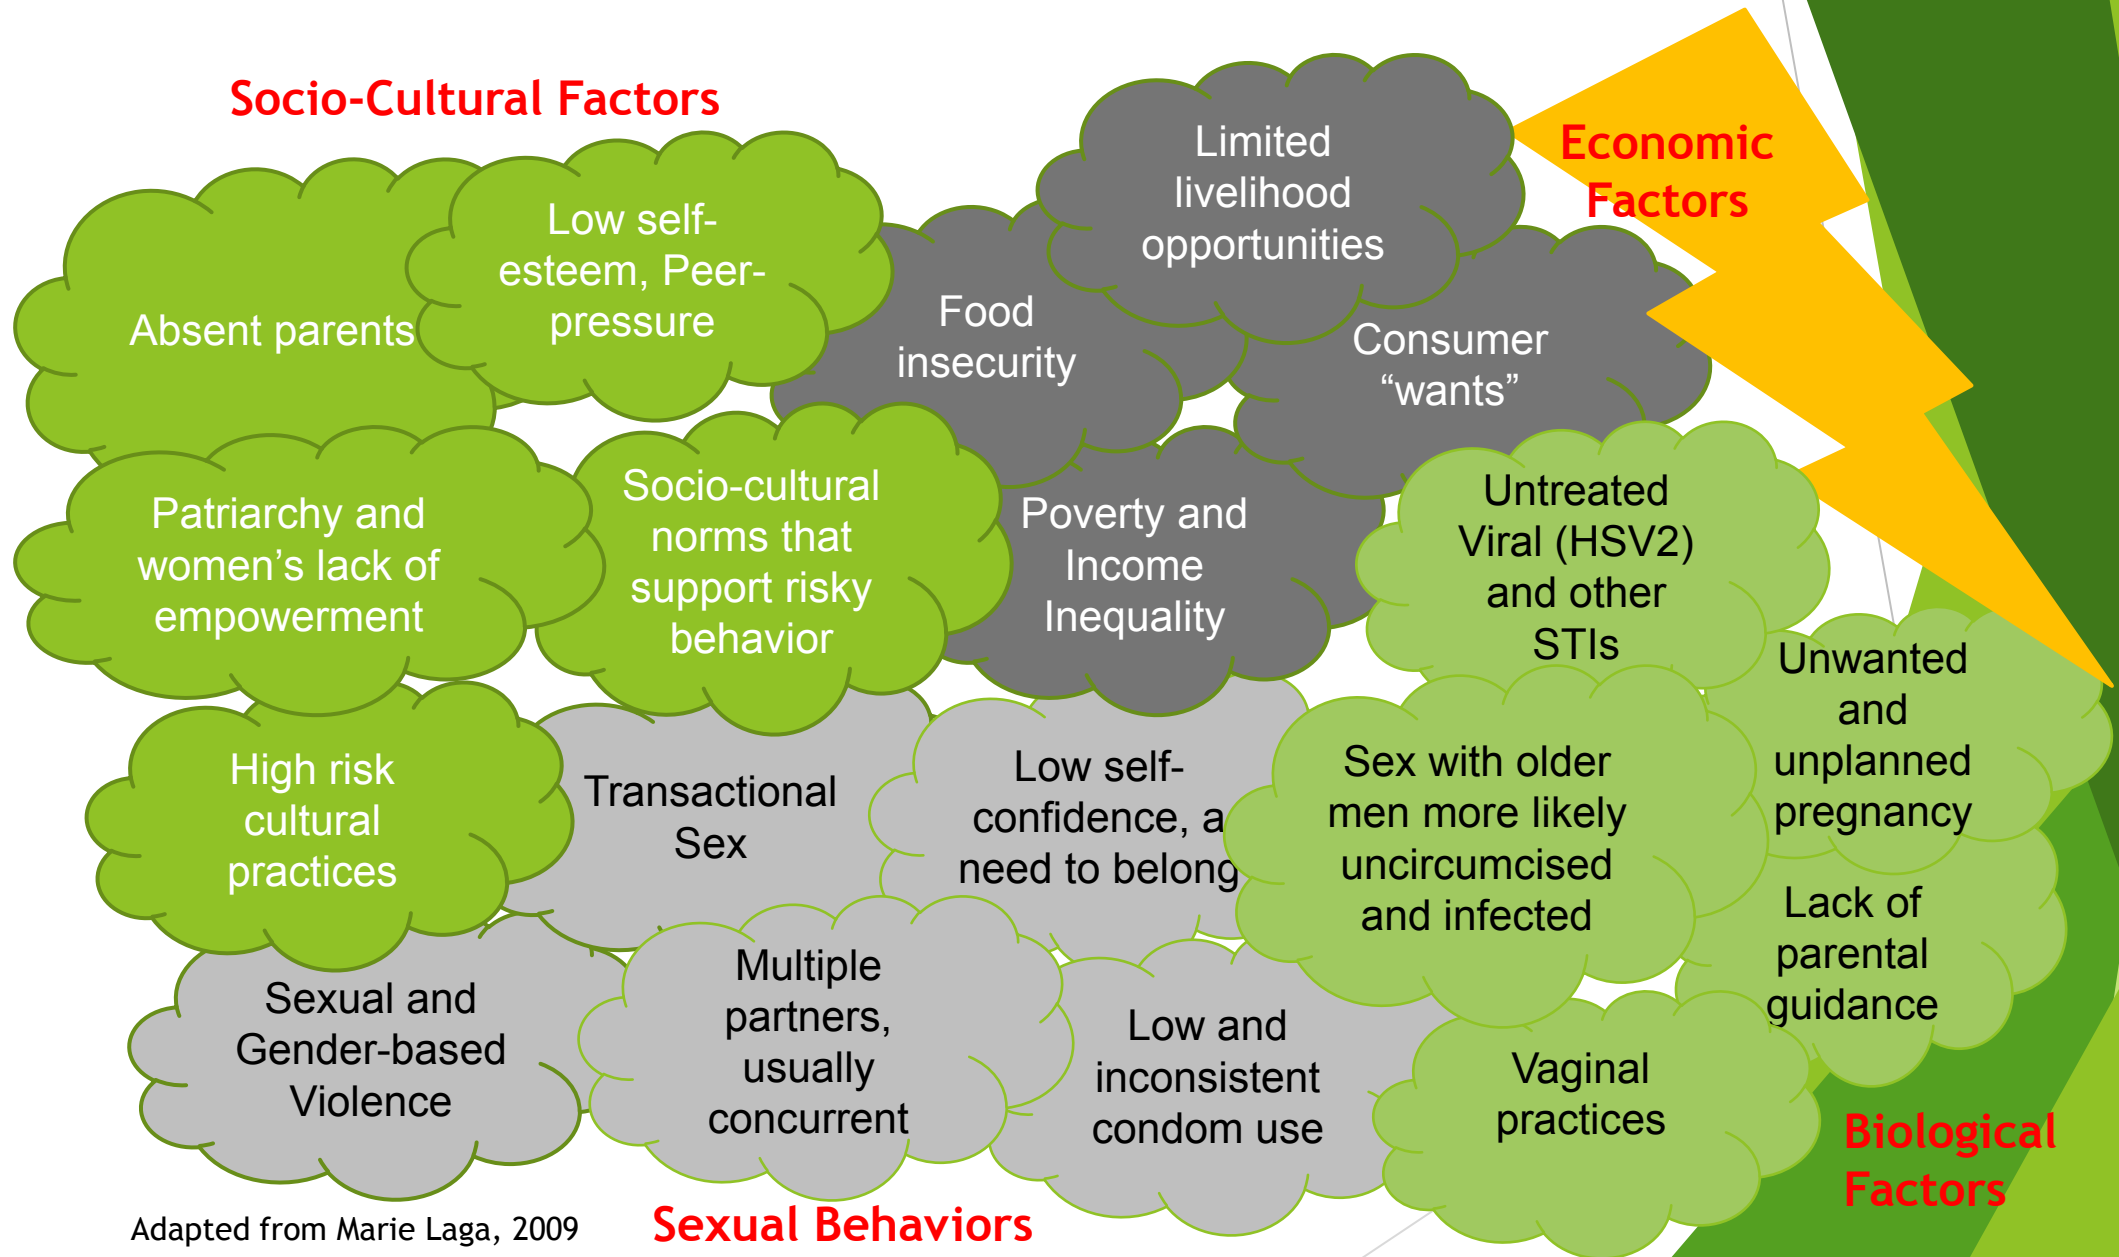 Socio-Cultural Factors
Economic
Factors
Absent parents
Low self-
esteem, Peer-
pressure
Food
insecurity
Limited
livelihood
opportunities
Consumer
“wants”
Patriarchy and
women’s lack of
empowerment
Socio-cultural
norms that
support risky
behavior
Poverty and
Income
Inequality
Untreated
Viral (HSV2)
and other
STIs
Unwanted
and
unplanned
pregnancy
High risk
cultural
practices
Transactional
Sex
Low self-
confidence, a
need to belong
Sex with older
men more likely
uncircumcised
and infected
Lack of
parental
guidance
Sexual and
Gender-based
Violence
Multiple
partners,
usually
concurrent
Low and
inconsistent
condom use
Vaginal
practices
Biological
Factors
Adapted from Marie Laga, 2009
Sexual Behaviors